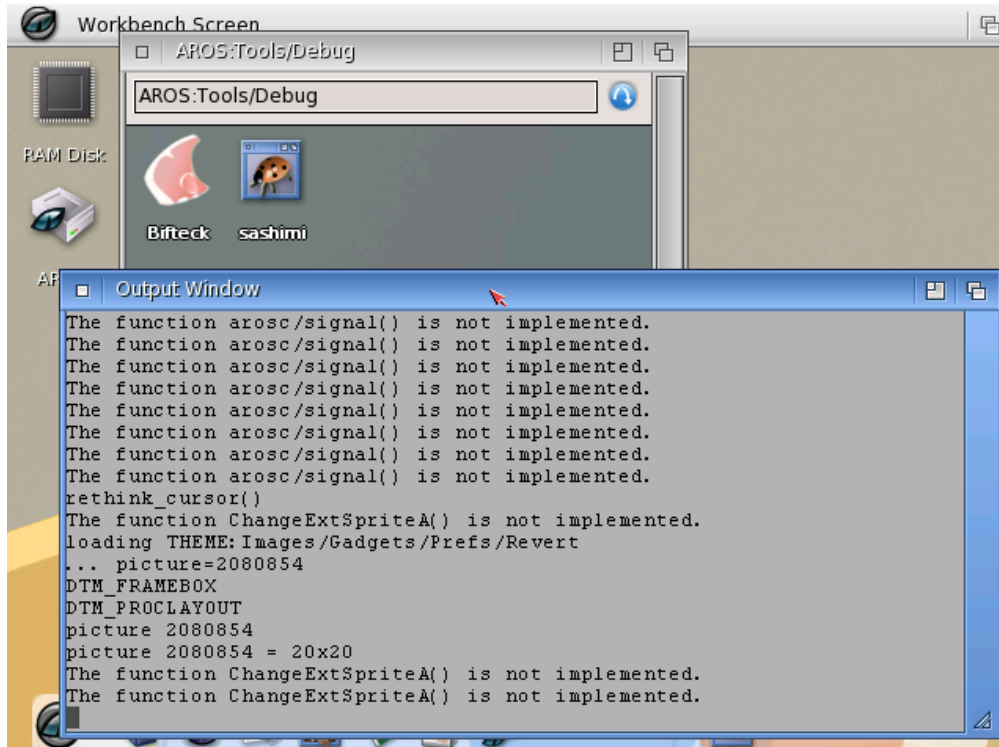 Workbench Screen
AROS:Tools/Debug
AROS:Tools/Debug
RAM Disk
Bifteck
sashimi
Output Window
The function arosc/signal() is not implemented.
The function arosc/signal() is not implemented.
The function arosc/signal() is not implemented.
The function arosc/signal() is not implemented.
The function arosc/signal() is not implemented.
The function arosc/signal() is not implemented.
The function arosc/signal() is not implemented.
The function arosc/signal() is not implemented.
rethink_cursor()
The function ChangeExtSpriteA() is not implemented.
loading THEME:Images/Gadgets/Prefs/Revert
... picture=2080854
DTM_FRAMEBOX
DTM_PROCLAYOUT
picture 2080854
picture 2080854 = 20x20
The function ChangeExtSpriteA() is not implemented.
The function ChangeExtSpriteA() is not implemented.